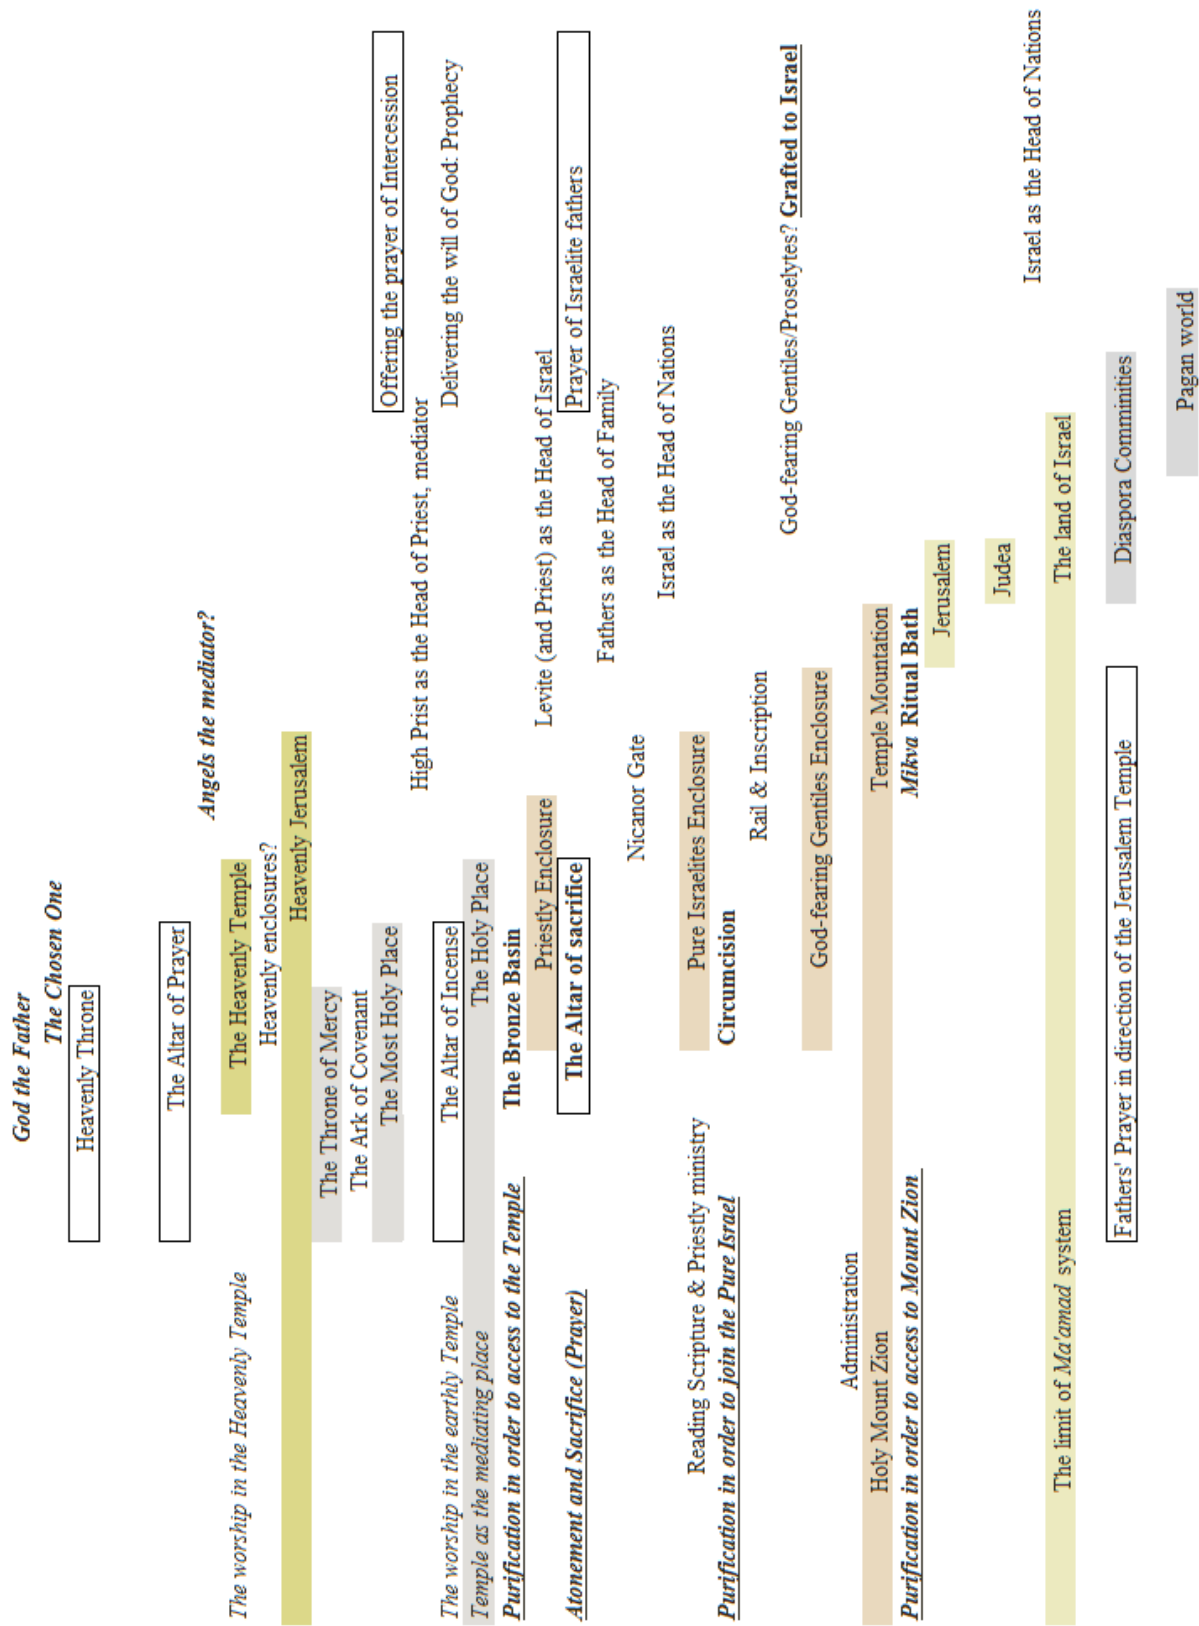 God the Father
The Chosen One
Heavenly Throne
The Altar of Prayer
Angels the mediator?
The worship in the Heavenly Temple The Heavenly Temple
Heavenly enclosures?
Heavenly Jerusalem
The Throne of Mercy
The Ark of Covenant
The Most Holy Place Offering the prayer of Intercession
High Prist as the Head of Priest, mediator
The worship in the earthly Temple The Altar of Incense Delivering the will of God: Prophecy
Temple as the mediating place The Holy Place
Purification in order to access to the Temple The Bronze Basin
Priestly Enclosure Levite (and Priest) as the Head of Israel
Atonement and Sacrifice (Prayer) The Altar of sacrifice Prayer of Israelite fathers
Fathers as the Head of Family
Nicanor Gate
Israel as the Head of Nations
Reading Scripture & Priestly ministry Pure Israelites Enclosure
Purification in order to join the Pure Israel Circumcision
Rail & Inscription
God-fearing Gentiles/Proselytes? Grafted to Israel
God-fearing Gentiles Enclosure
Administration
Holy Mount Zion Temple Mountation
Purification in order to access to Mount Zion Mikva Ritual Bath
Jerusalem
Judea
Israel as the Head of Nations
The limit of Ma'amad system The land of Israel
Fathers' Prayer in direction of the Jerusalem Temple Diaspora Comminities
Pagan world